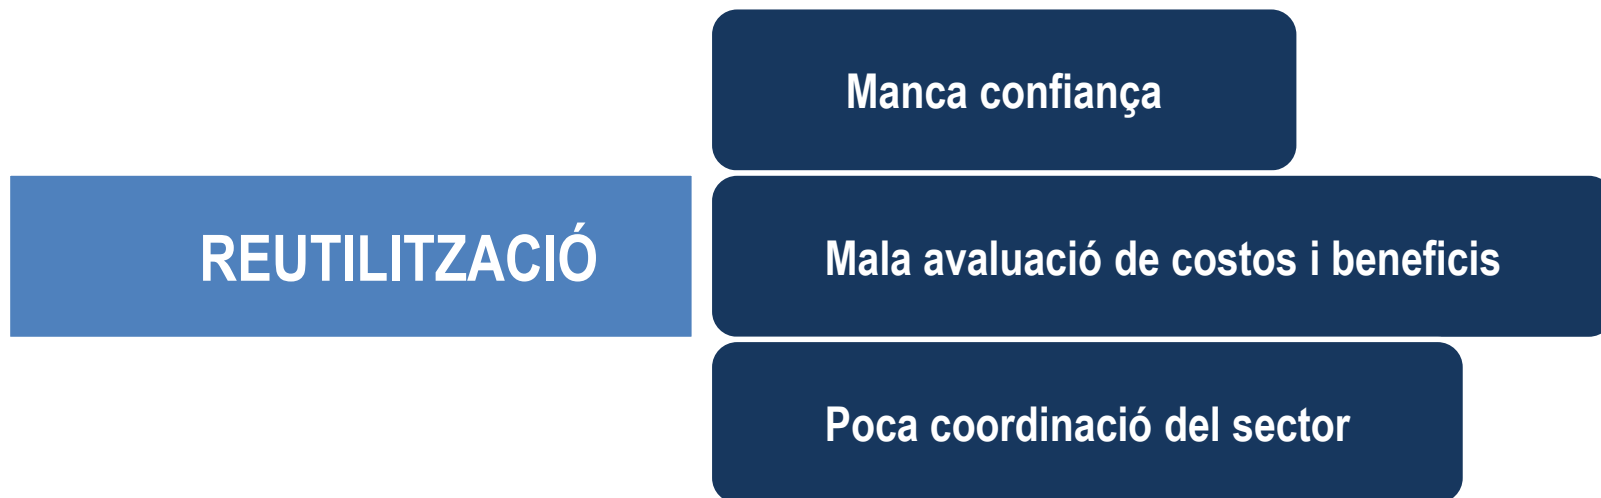 Manca confiança
REUTILITZACIÓ
Mala avaluació de costos i beneficis
Poca coordinació del sector